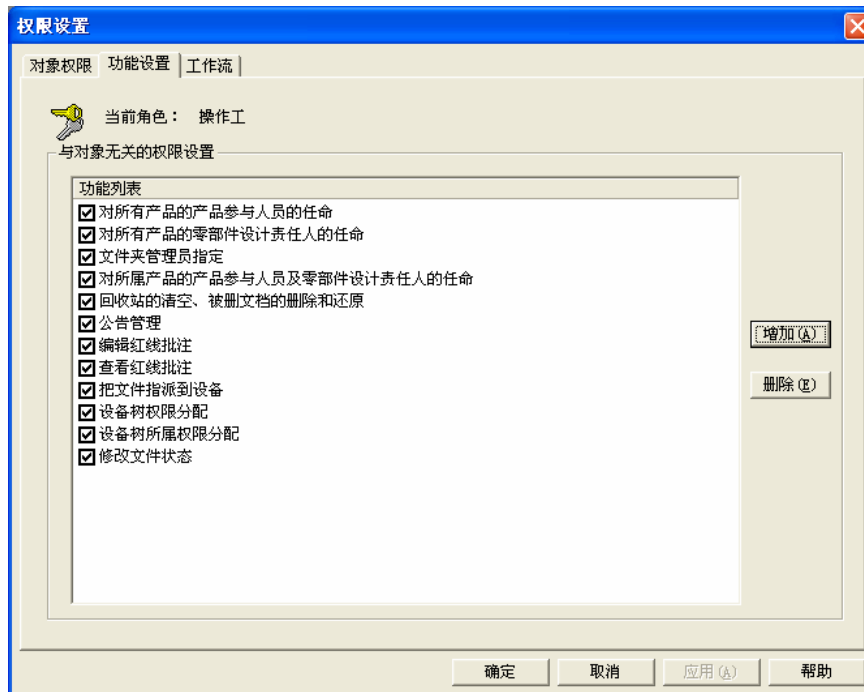 权限设置
对象权限 功能设置 工作流
当前角色： 操作工
与对象无关的权限设置
功能列表
对所有产品的产品参与人员的任命
对所有产品的零部件设计责任人的任命
文件夹管理员指定
对所属产品的产品参与人员及零部件设计责任人的任命
回收站的清空、被删文档的删除和还原
公告管理
编辑红线批注
查看红线批注
把文件指派到设备
设备树权限分配
设备树所属权限分配
修改文件状态
增加(A)
删除(E)
确定 取消 应用(A) 帮助